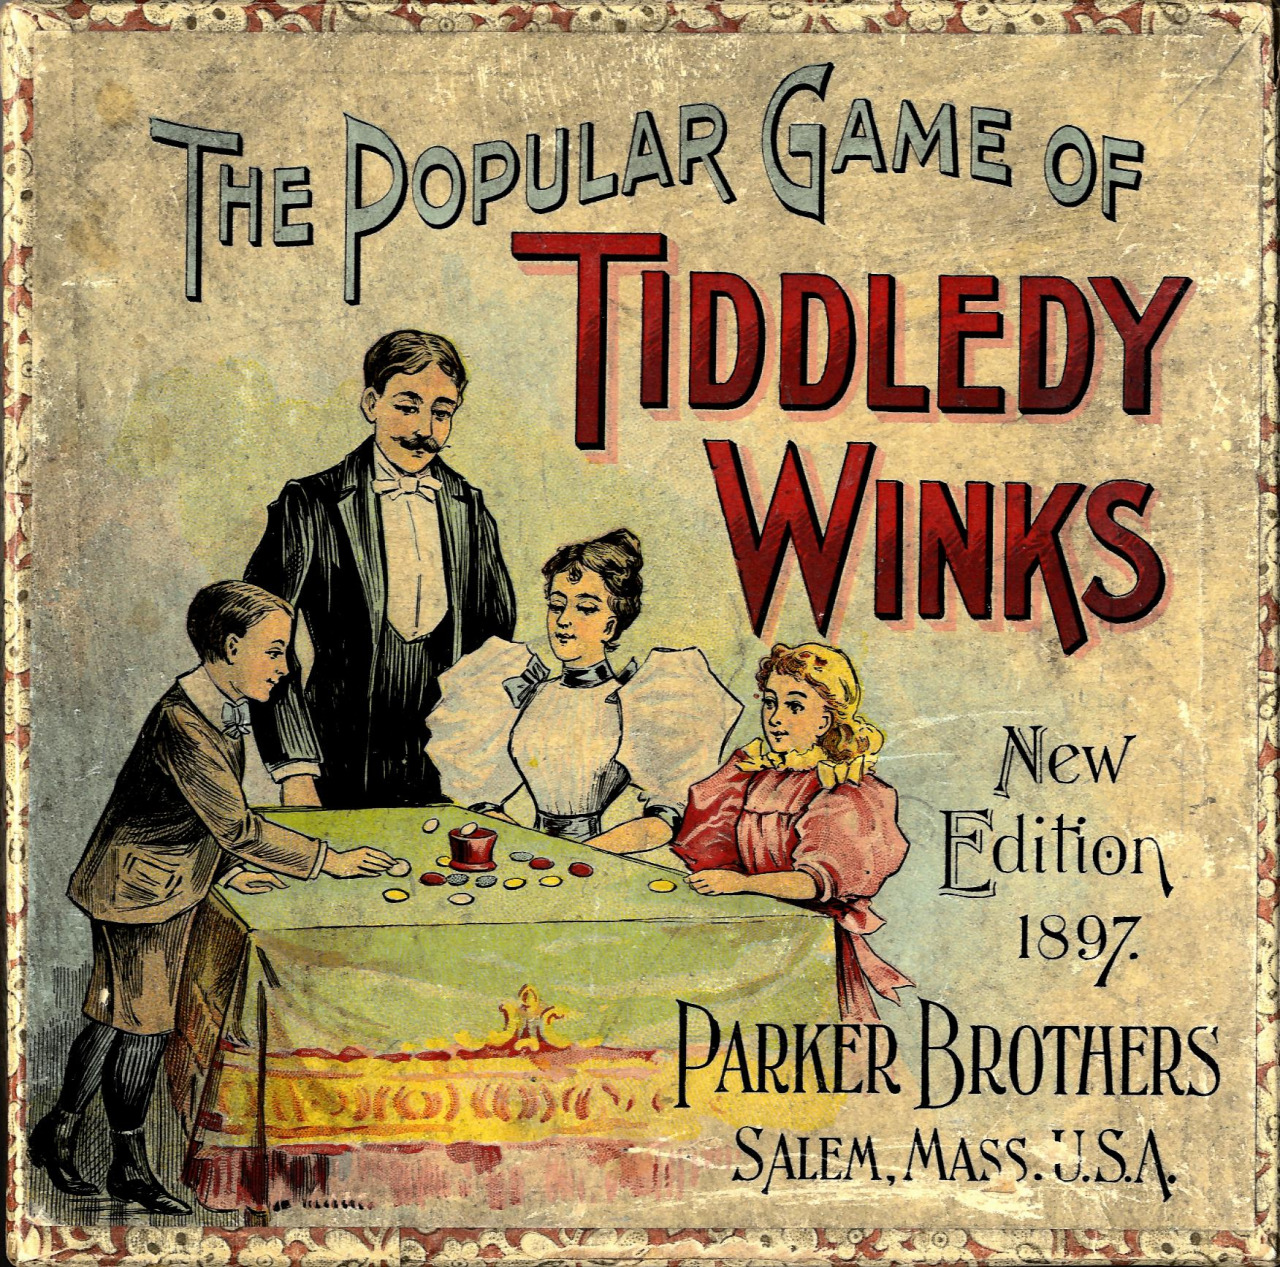 The Popular Game of
Tiddledy
Winks
New
Edition
1897.
Parker Brothers
Salem, Mass. U.S.A.